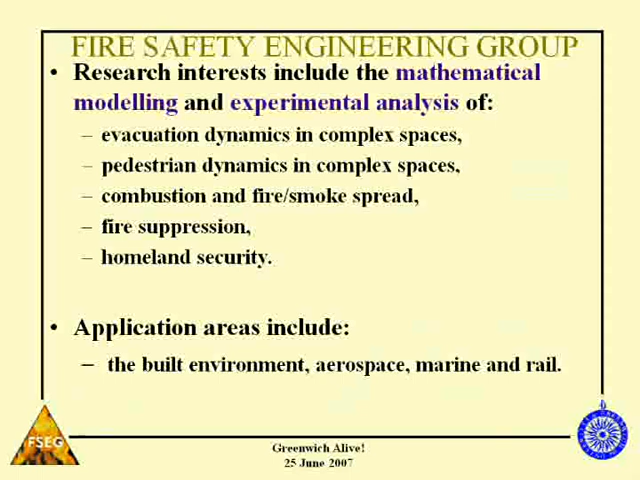 FIRE SAFETY ENGINEERING GROUP
• Research interests include the mathematical
modelling and experimental analysis of:
– evacuation dynamics in complex spaces,
– pedestrian dynamics in complex spaces,
– combustion and fire/smoke spread,
– fire suppression,
– homeland security.
• Application areas include:
– the built environment, aerospace, marine and rail.
FSEG
Greenwich Alive!
25 June 2007